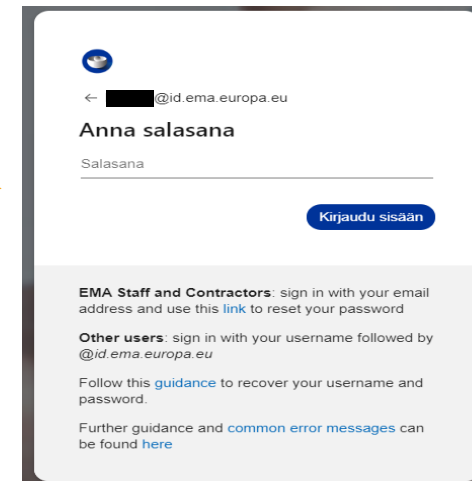 ← @id.ema.europa.eu
Anna salasana
Salasana
Kirjaudu sisään
EMA Staff and Contractors: sign in with your email
address and use this link to reset your password
Other users: sign in with your username followed by
@id.ema.europa.eu
Follow this guidance to recover your username and
password.
Further guidance and common error messages can
be found here